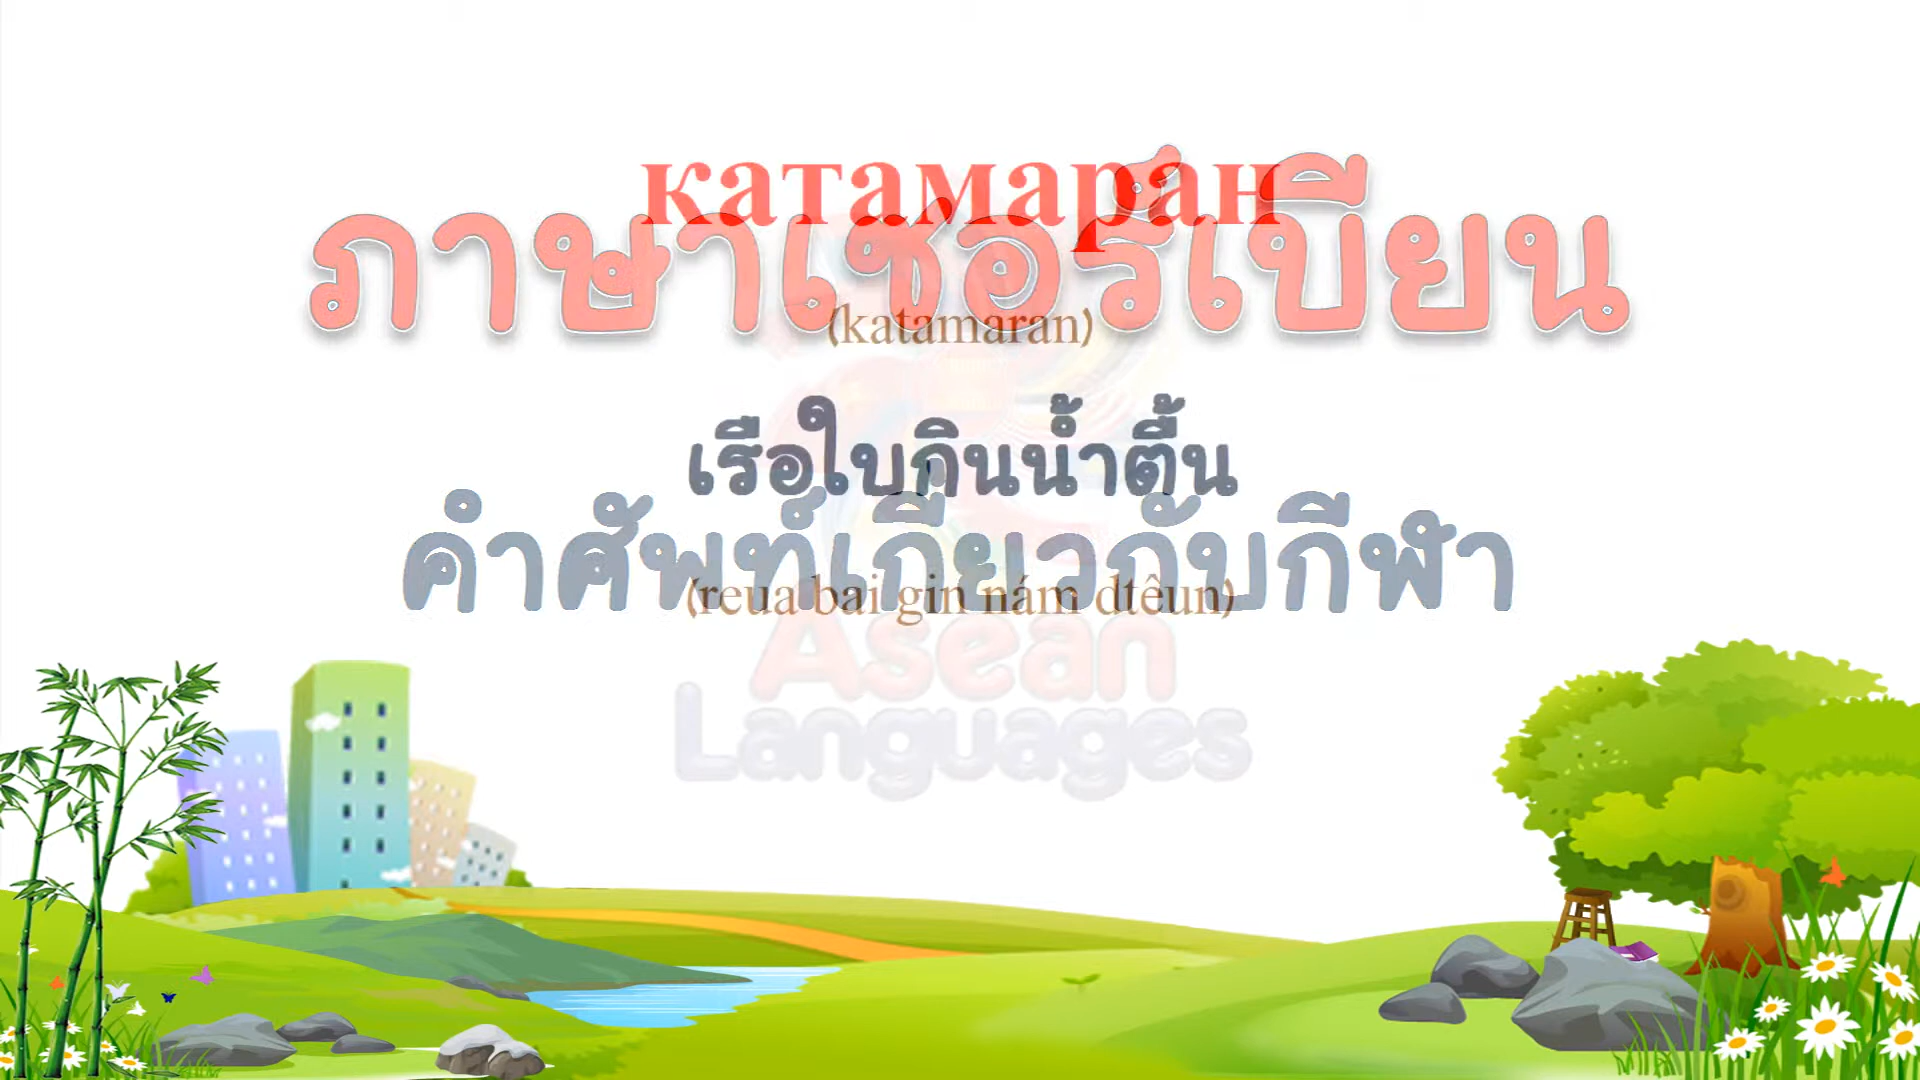 катамаран
ภาษาเซอร์เบียน
(katamaran)
เรือใบกินน้ำตื้น
คำศัพท์เกี่ยวกับกีฬา
(reua bai gin nám dtêun)
Asean
Languages